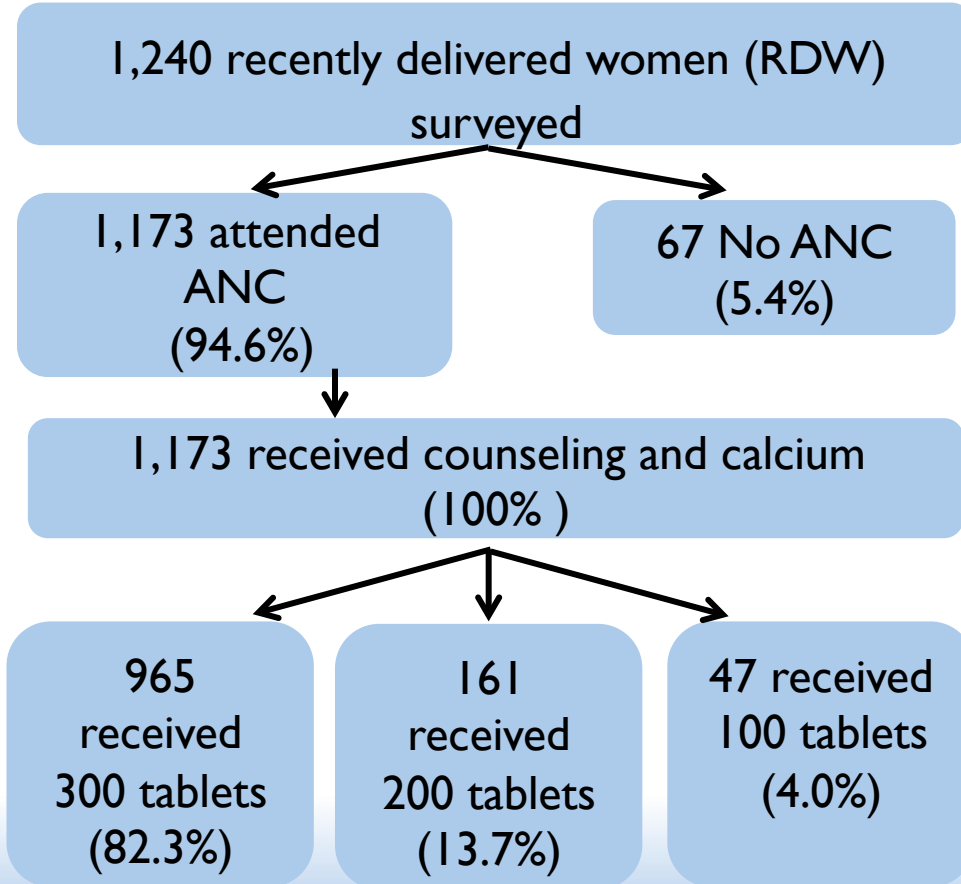 1,240 recently delivered women (RDW)
surveyed
1,173 attended
ANC
(94.6%)
67 No ANC
(5.4%)
1,173 received counseling and calcium
(100% )
965
received
300 tablets
(82.3%)
161
received
200 tablets
(13.7%)
47 received
100 tablets
(4.0%)